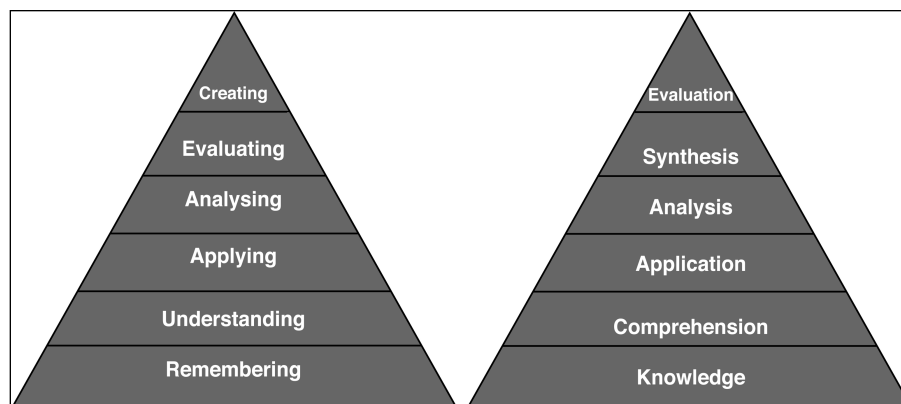 Creating
Evaluating
Analysing
Applying
Understanding
Remembering
Evaluation
Synthesis
Analysis
Application
Comprehension
Knowledge